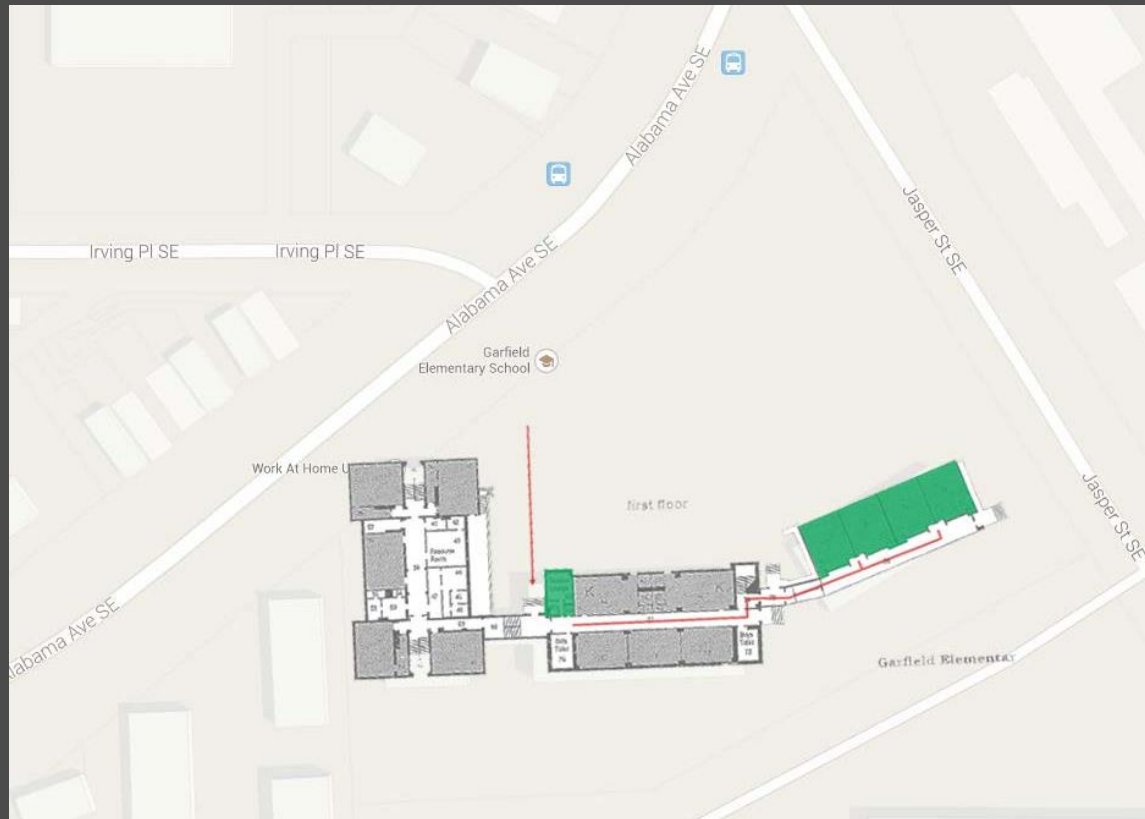 Alabama Ave SE
Jasper St SE
Irving Pl SE
Irving Pl SE
Alabama Ave SE
Garfield
Elementary School
Work At Home U
first floor
Resource
Room
K
K
Girls
Toilet
Boys
Toilet
Jasper St SE
Alabama Ave SE
Garfield Elementar